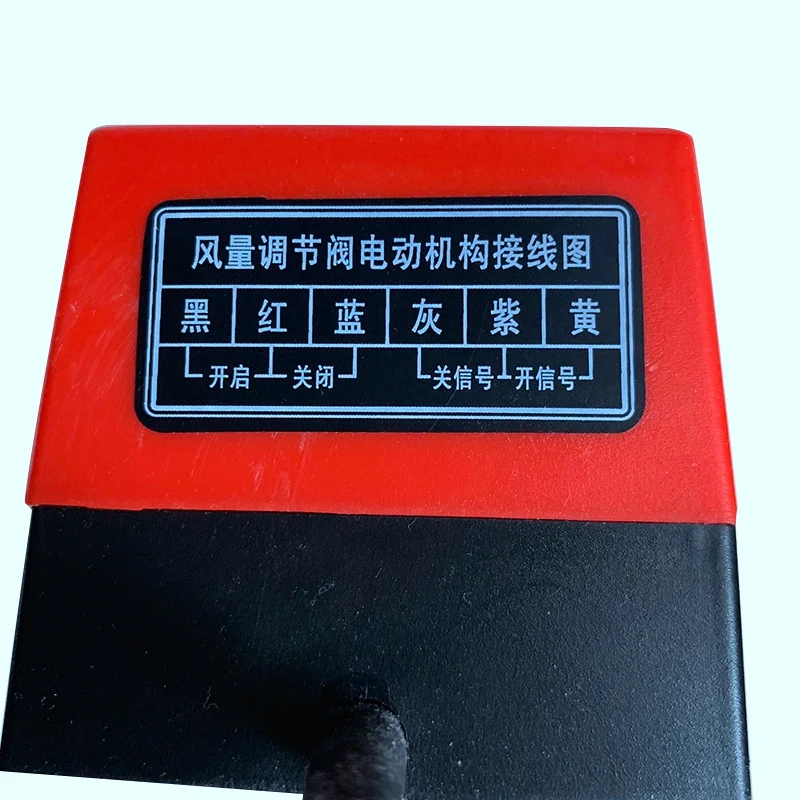 风量调节阀电动机构接线图
黑 红 蓝 灰 紫 黄
开启 关闭 关信号 开信号